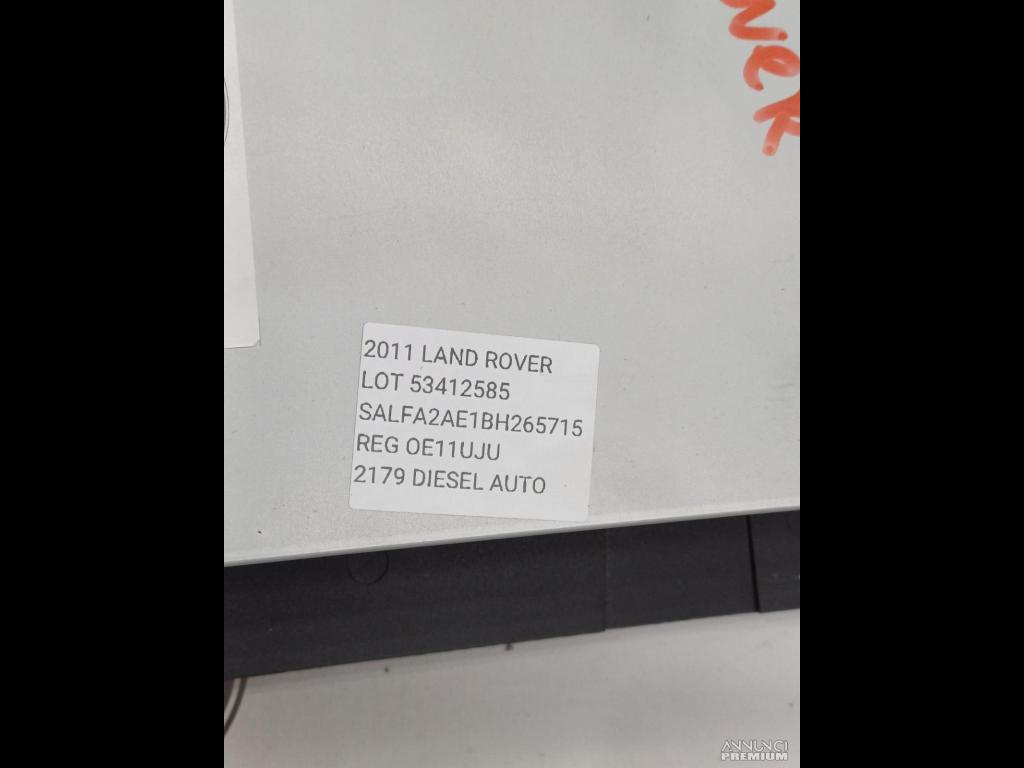 2011 LAND ROVER
LOT 53412585
SALFA2AE1BH265715
REG OE11UJU
2179 DIESEL AUTO
ANNUNCI
PREMIUM